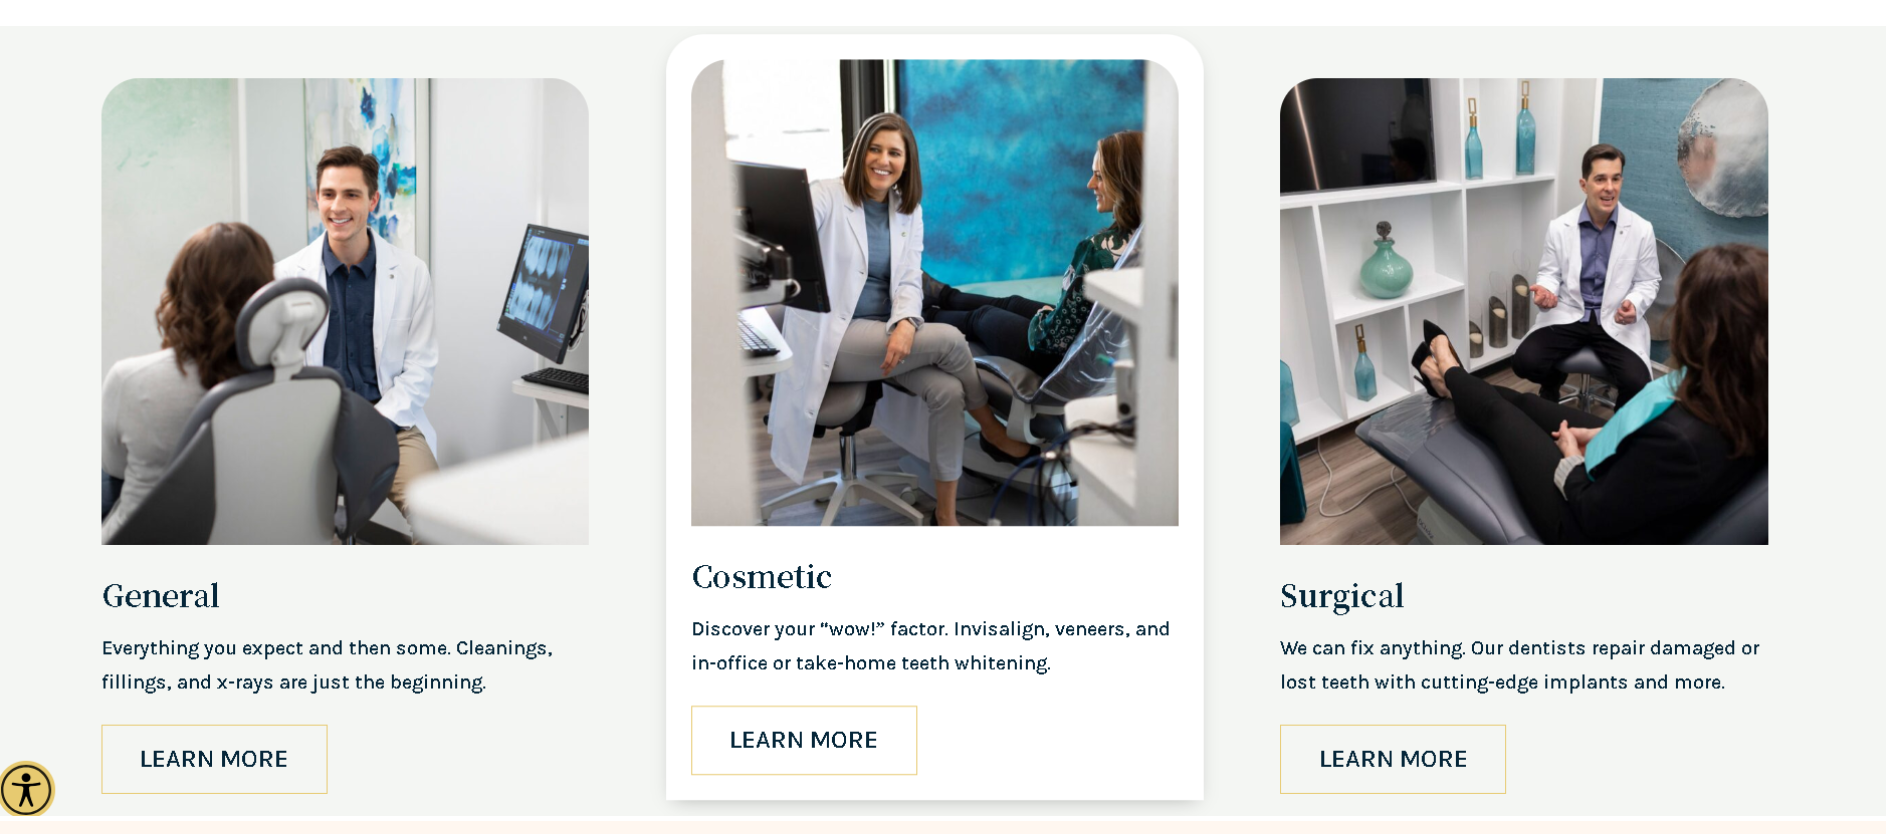 General
Everything you expect and then some. Cleanings,
fillings, and x-rays are just the beginning.
LEARN MORE
Cosmetic
Discover your “wow!” factor. Invisalign, veneers, and
in-office or take-home teeth whitening.
LEARN MORE
Surgical
We can fix anything. Our dentists repair damaged or
lost teeth with cutting-edge implants and more.
LEARN MORE